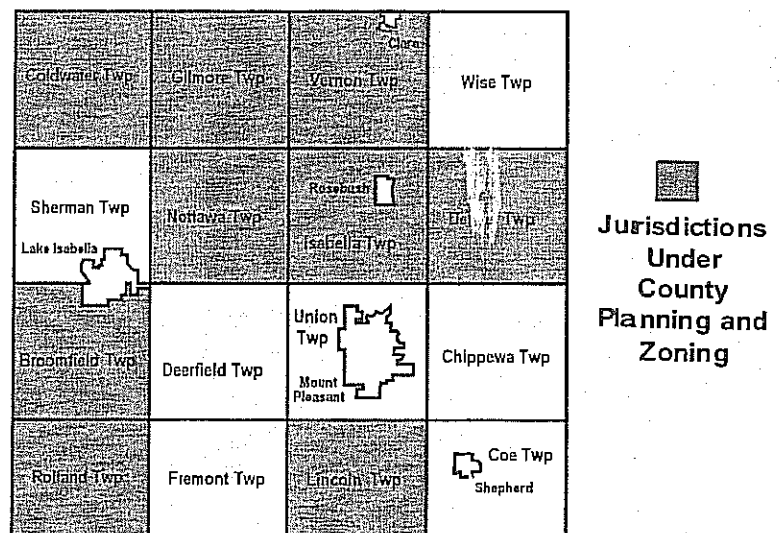 Clare
Coldwater Twp
Gilmore Twp
Vernon Twp
Wise Twp
Sherman Twp
Nottawa Twp
Rosebush
Isabella Twp
Twp
Lake Isabella
Broomfield Twp
Deerfield Twp
Union
Twp
Mount
Pleasant
Chippewa Twp
Rolland Twp
Fremont Twp
Lincoln Twp
Coe Twp
Shepherd
Jurisdictions
Under
County
Planning and
Zoning